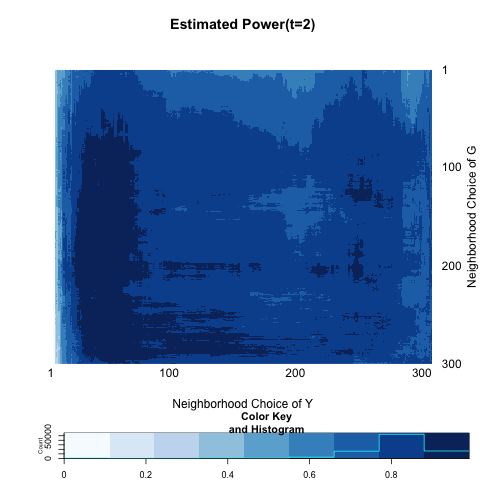 Estimated Power(t=2)
1
100
200
300
Neighborhood Choice of G
1 100 200 300
Neighborhood Choice of Y
Color Key
and Histogram
Count
0 50000
0 0.2 0.4 0.6 0.8